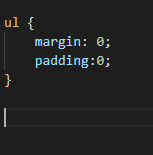 ul {
    margin: 0;
    padding:0;
}